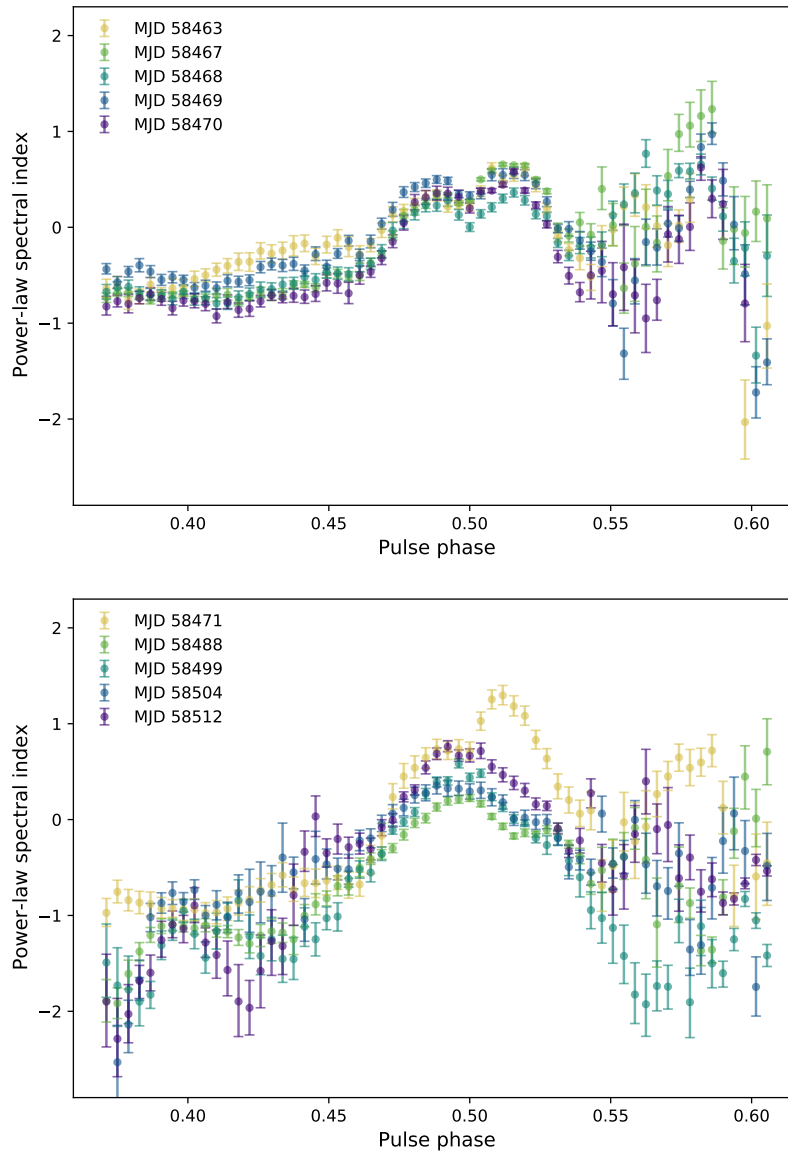 MJD 58463
MJD 58467
MJD 58468
MJD 58469
MJD 58470
Power-law spectral index
2
1
0
−1
−2
0.40 0.45 0.50 0.55 0.60
Pulse phase
MJD 58471
MJD 58488
MJD 58499
MJD 58504
MJD 58512
Power-law spectral index
2
1
0
−1
−2
0.40 0.45 0.50 0.55 0.60
Pulse phase